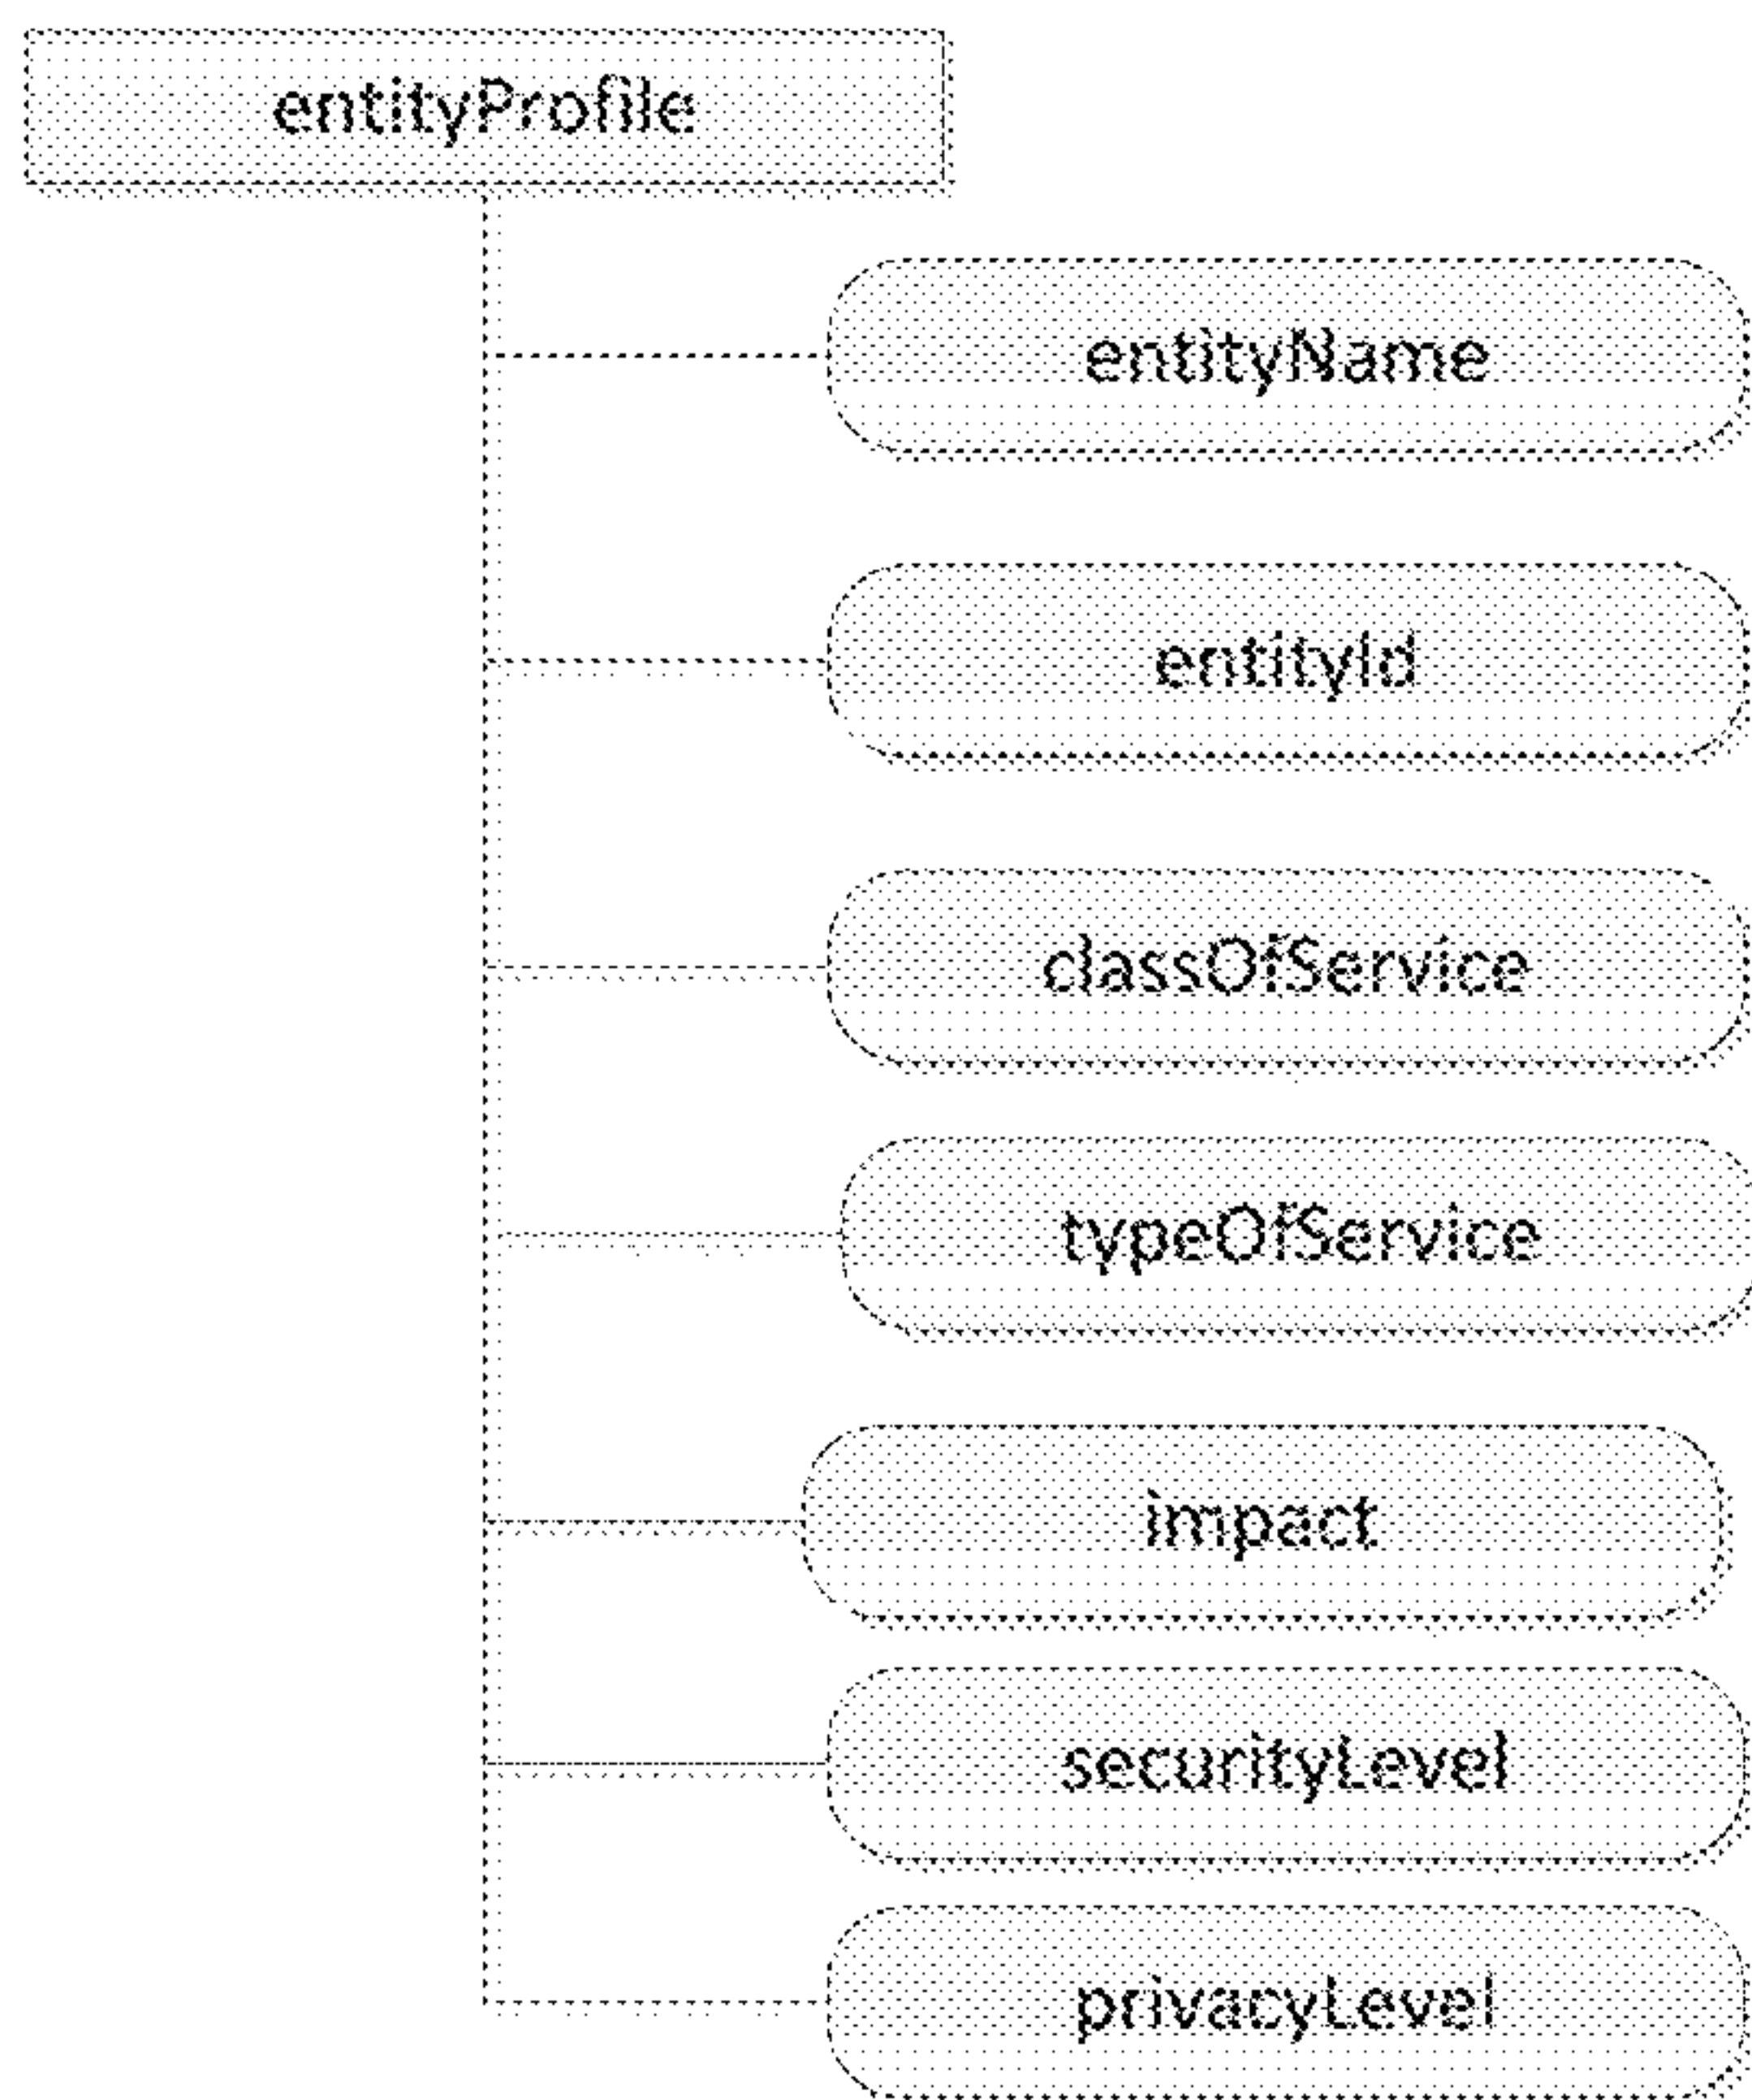 entityProfile
entityName
entityId
classOfService
typeOfService
impact
securityLevel
privacyLevel